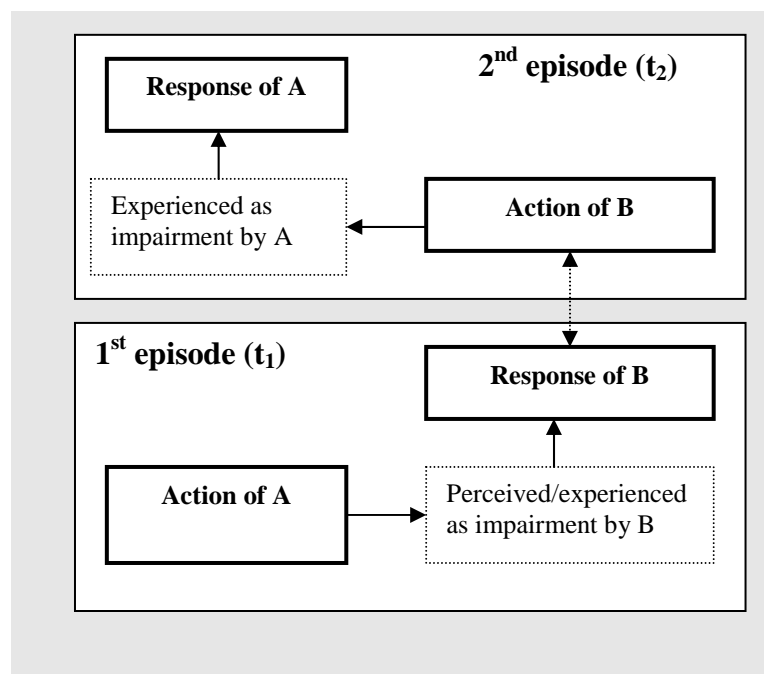 2nd episode (t2)
Response of A
Experienced as
impairment by A
Action of B
1st episode (t1)
Response of B
Action of A
Perceived/experienced
as impairment by B